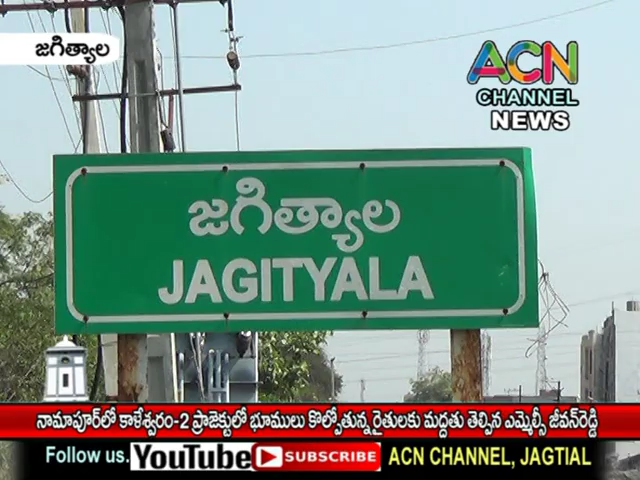 జగిత్యాల
ACN
CHANNEL
NEWS
జగిత్యాల
JAGITYALA
నామాపూర్‌లో కాళేశ్వరం-2 ప్రాజెక్టులో భూములు కోల్పోతున్న రైతులకు మద్దతు తెల్పిన ఎమ్మెల్సీ జీవన్‌రెడ్డి
Follow us. YouTube SUBSCRIBE ACN CHANNEL, JAGTIAL